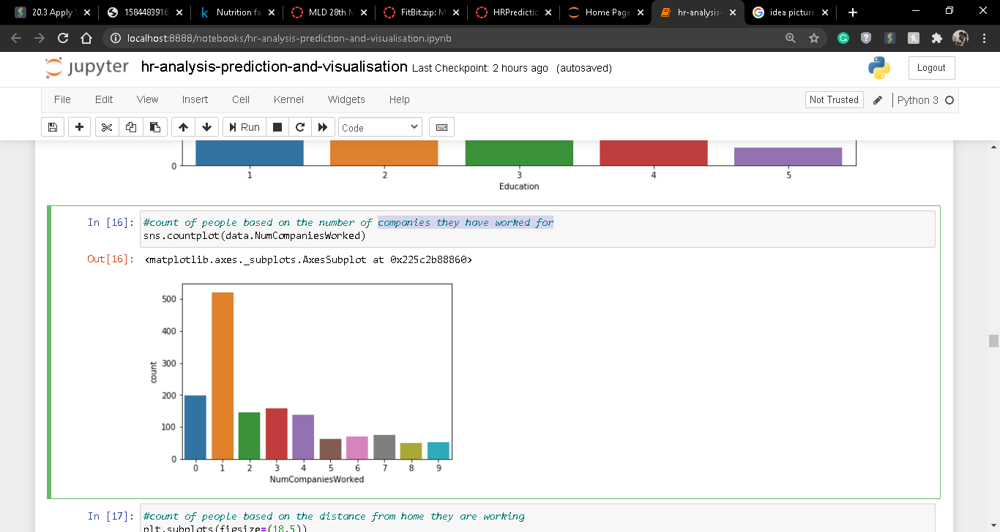 20.3 Apply
1584483916
Nutrition fa
MLD 28th M
FitBit.zip: M
HRPredictio
Home Page
hr-analysis-
idea picture
localhost:8888/notebooks/hr-analysis-prediction-and-visualisation.ipynb
jupyter hr-analysis-prediction-and-visualisation Last Checkpoint: 2 hours ago (autosaved)
Logout
File Edit View Insert Cell Kernel Widgets Help
Not Trusted Python 3
Run Code
0
1 2 3 4 5
Education
In [16]: #count of people based on the number of companies they have worked for
sns.countplot(data.NumCompaniesWorked)
Out[16]: <matplotlib.axes._subplots.AxesSubplot at 0x225c2b88860>
500
400
300
200
100
0
count
0 1 2 3 4 5 6 7 8 9
NumCompaniesWorked
In [17]: #count of people based on the distance from home they are working
plt.subplots(figsize=(18,5))